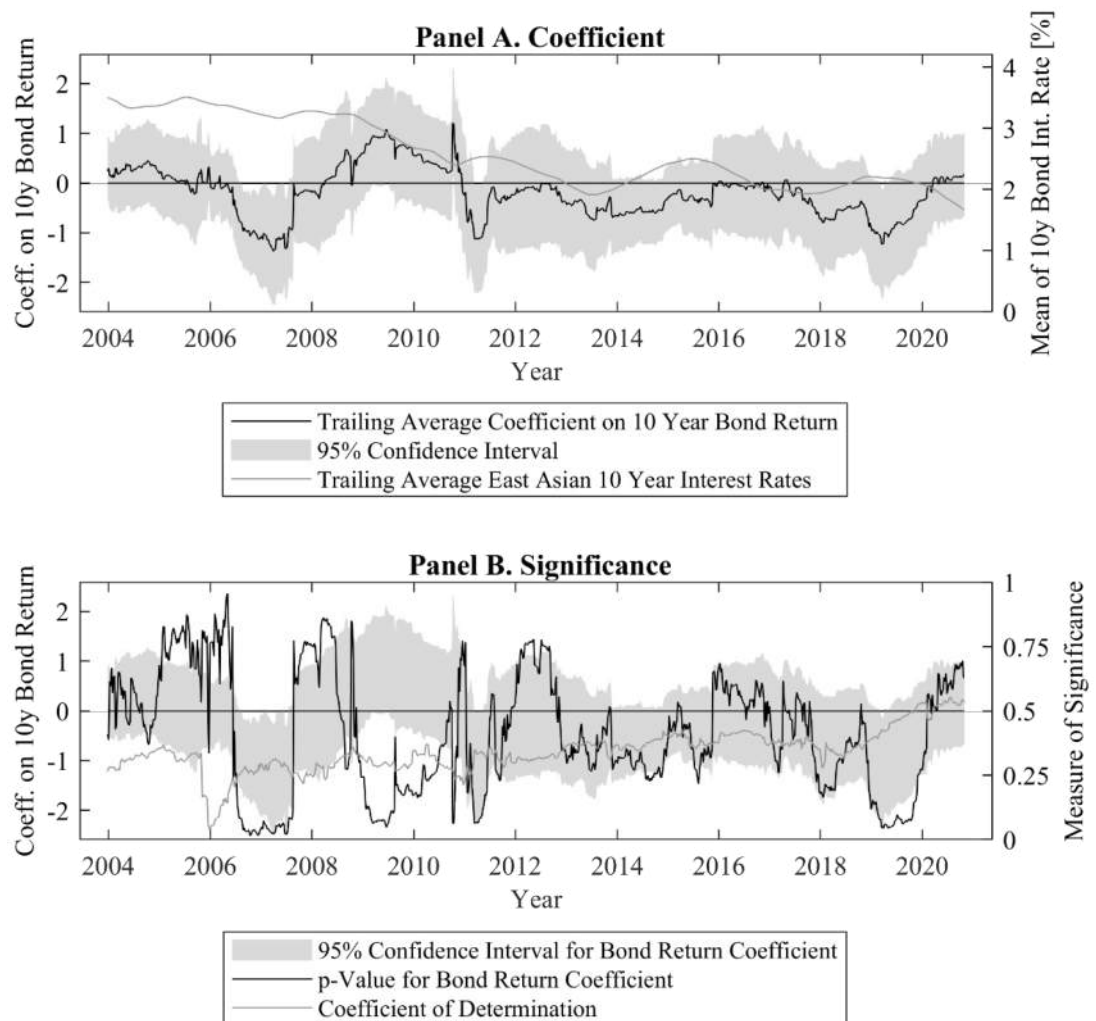 Panel A. Coefficient
Coeff. on 10y Bond Return
2
1
0
-1
-2
4
3
2
1
0
Mean of 10y Bond Int. Rate [%]
2004 2006 2008 2010 2012 2014 2016 2018 2020
Year
Trailing Average Coefficient on 10 Year Bond Return
95% Confidence Interval
Trailing Average East Asian 10 Year Interest Rates
Panel B. Significance
Coeff. on 10y Bond Return
2
1
0
-1
-2
1
0.75
0.5
0.25
0
Measure of Significance
2004 2006 2008 2010 2012 2014 2016 2018 2020
Year
95% Confidence Interval for Bond Return Coefficient
p-Value for Bond Return Coefficient
Coefficient of Determination